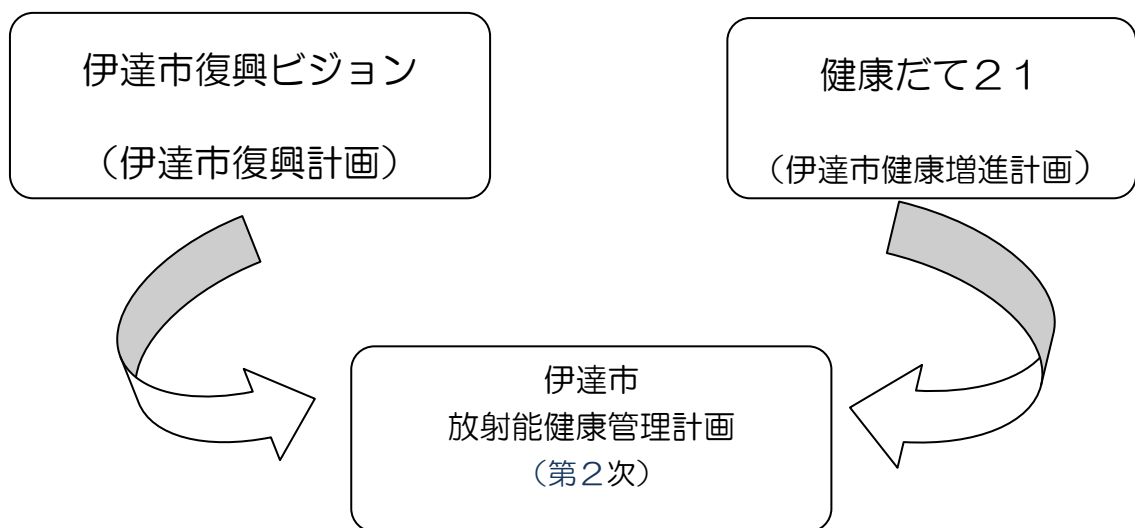 伊達市復興ビジョン
（伊達市復興計画）
健康だて２１
（伊達市健康増進計画）
伊達市
放射能健康管理計画
（第２次）